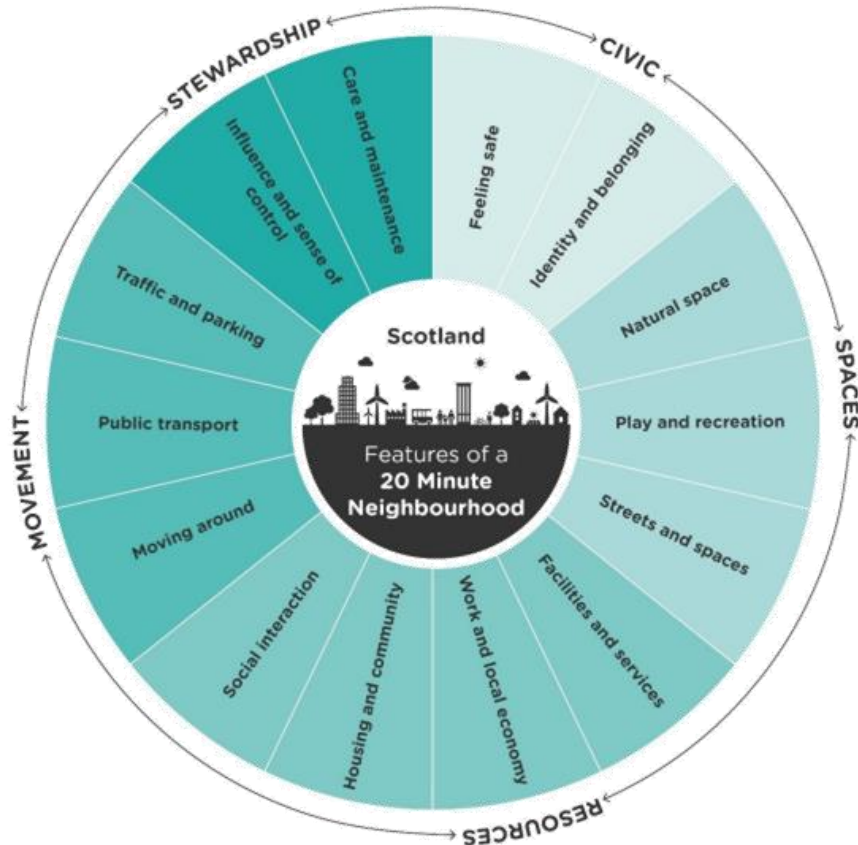 STEWARDSHIP
CIVIC
SPACES
RESOURCES
MOVEMENT
Feeling safe
Identity and belonging
Natural space
Play and recreation
Streets and spaces
Facilities and services
Work and local economy
Housing and community
Social interaction
Moving around
Public transport
Traffic and parking
Influence and sense of
control
Care and maintenance
Scotland
Features of a
20 Minute
Neighbourhood